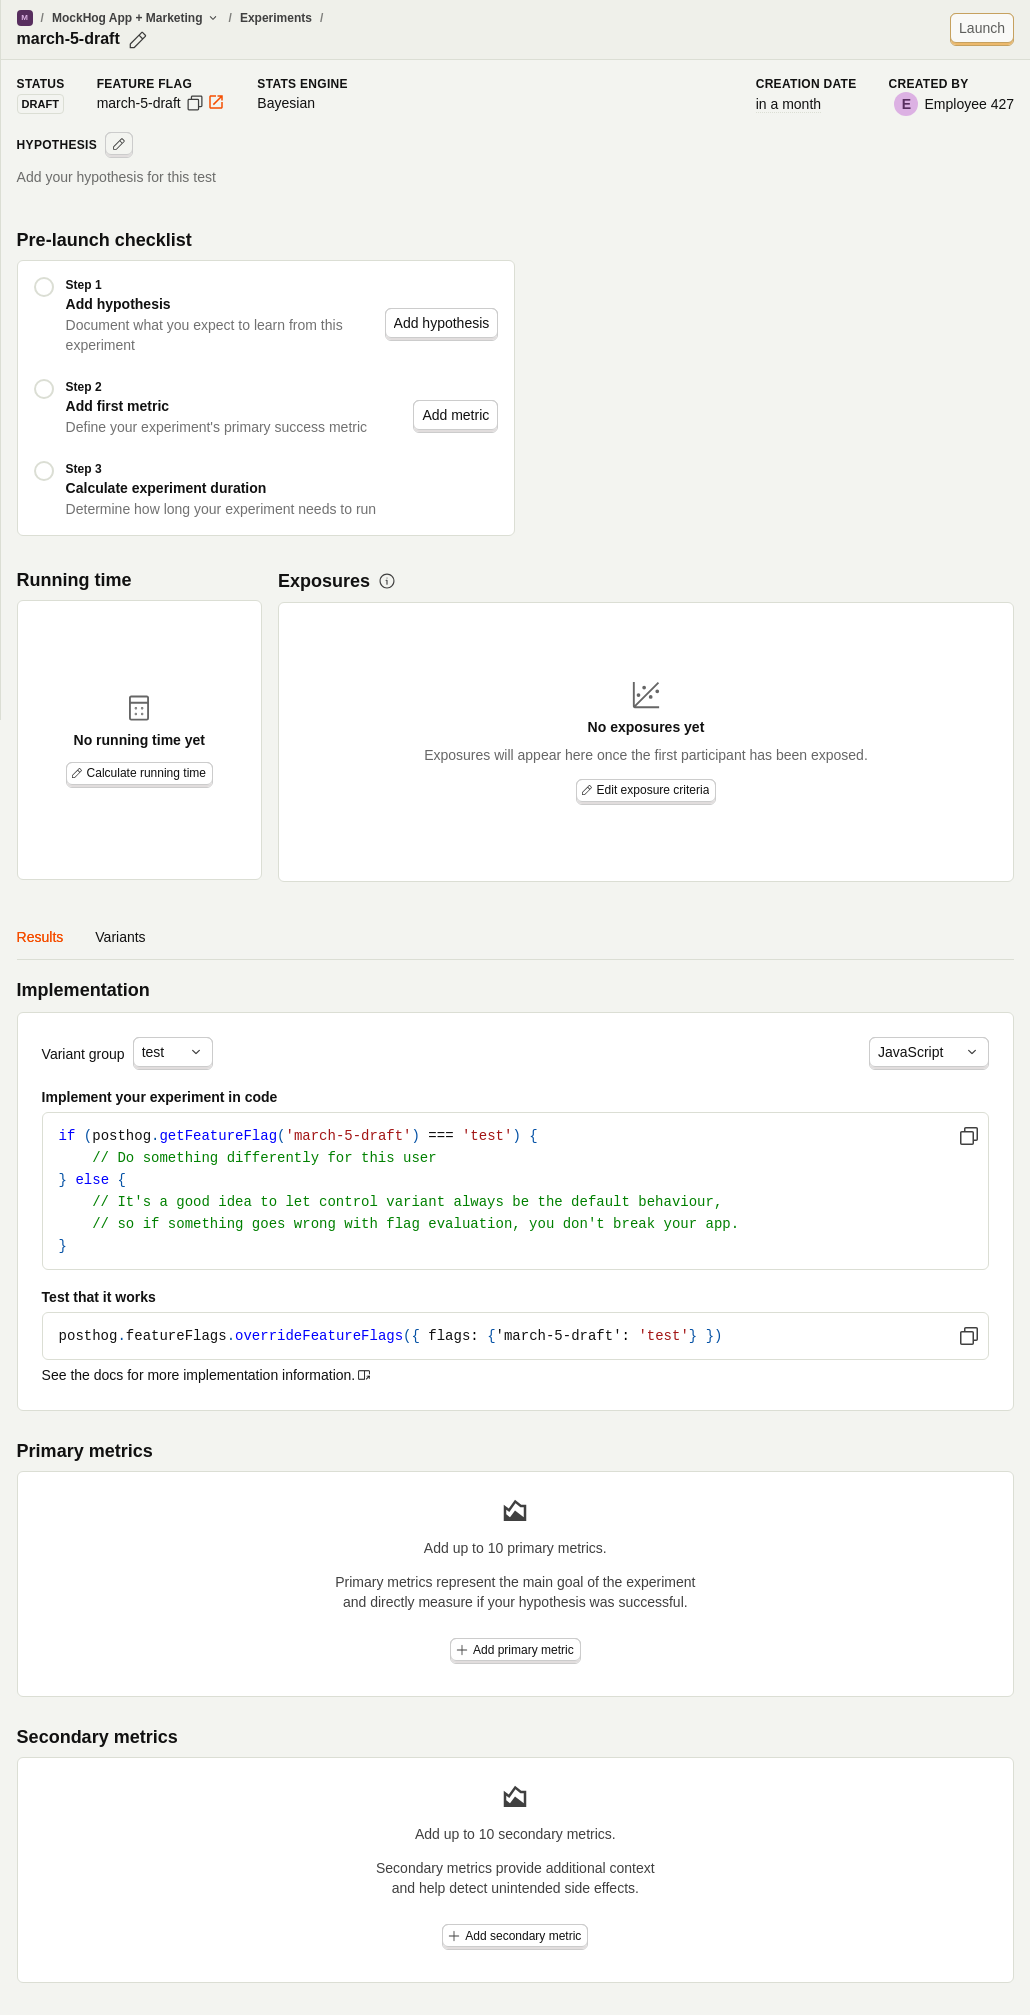 M / MockHog App + Marketing / Experiments /
march-5-draft
Launch
STATUS FEATURE FLAG STATS ENGINE CREATION DATE CREATED BY
DRAFT march-5-draft Bayesian in a month E Employee 427
HYPOTHESIS
Add your hypothesis for this test
Pre-launch checklist
Step 1
Add hypothesis
Document what you expect to learn from this
experiment
Add hypothesis
Step 2
Add first metric
Define your experiment's primary success metric
Add metric
Step 3
Calculate experiment duration
Determine how long your experiment needs to run
Running time
No running time yet
Calculate running time
Exposures
No exposures yet
Exposures will appear here once the first participant has been exposed.
Edit exposure criteria
Results Variants
Implementation
Variant group test JavaScript
Implement your experiment in code
if (posthog.getFeatureFlag('march-5-draft') === 'test') {
    // Do something differently for this user
} else {
    // It's a good idea to let control variant always be the default behaviour,
    // so if something goes wrong with flag evaluation, you don't break your app.
}
Test that it works
posthog.featureFlags.overrideFeatureFlags({ flags: {'march-5-draft': 'test'} })
See the docs for more implementation information.
Primary metrics
Add up to 10 primary metrics.
Primary metrics represent the main goal of the experiment
and directly measure if your hypothesis was successful.
Add primary metric
Secondary metrics
Add up to 10 secondary metrics.
Secondary metrics provide additional context
and help detect unintended side effects.
Add secondary metric